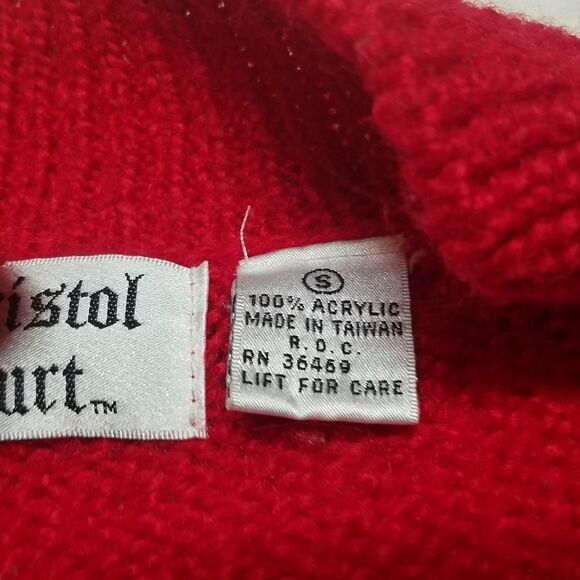 ristol
urt™
S
100% ACRYLIC
MADE IN TAIWAN
R.O.C.
RN 36469
LIFT FOR CARE